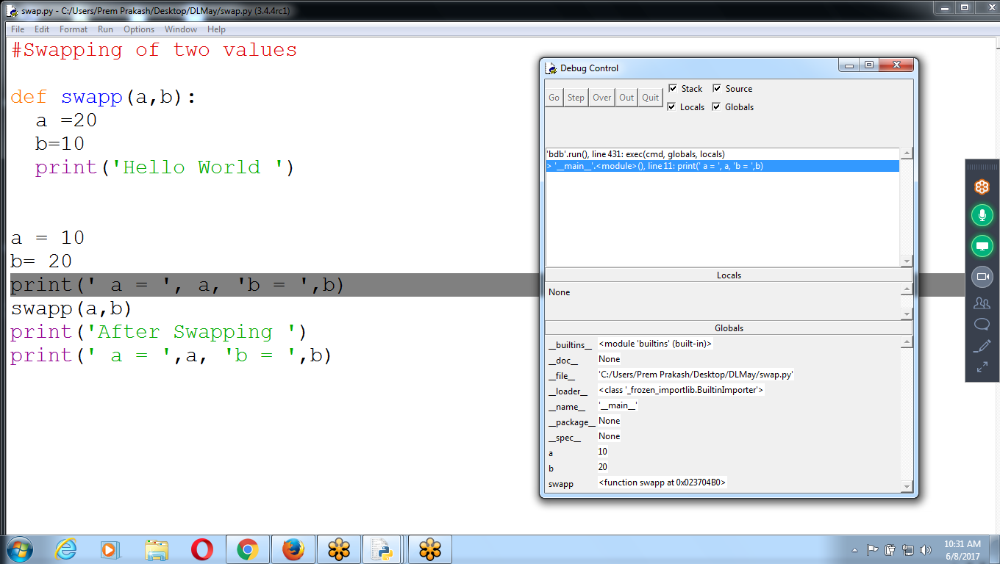 swap.py - C:/Users/Prem Prakash/Desktop/DLMay/swap.py (3.4.4rc1)
File Edit Format Run Options Window Help
#Swapping of two values
def swapp(a,b):
  a =20
  b=10
  print('Hello World ')
a = 10
b= 20
print(' a = ', a, 'b = ',b)
swapp(a,b)
print('After Swapping ')
print(' a = ',a, 'b = ',b)
Debug Control
Go Step Over Out Quit
Stack Source
Locals Globals
'bdb'.run(), line 431: exec(cmd, globals, locals)
> '__main__'.<module>(), line 11: print(' a = ', a, 'b = ',b)
Locals
None
Globals
__builtins__ <module 'builtins' (built-in)>
__doc__ None
__file__ 'C:/Users/Prem Prakash/Desktop/DLMay/swap.py'
__loader__ <class '_frozen_importlib.BuiltinImporter'>
__name__ '__main__'
__package__ None
__spec__ None
a 10
b 20
swapp <function swapp at 0x023704B0>
10:31 AM
6/8/2017